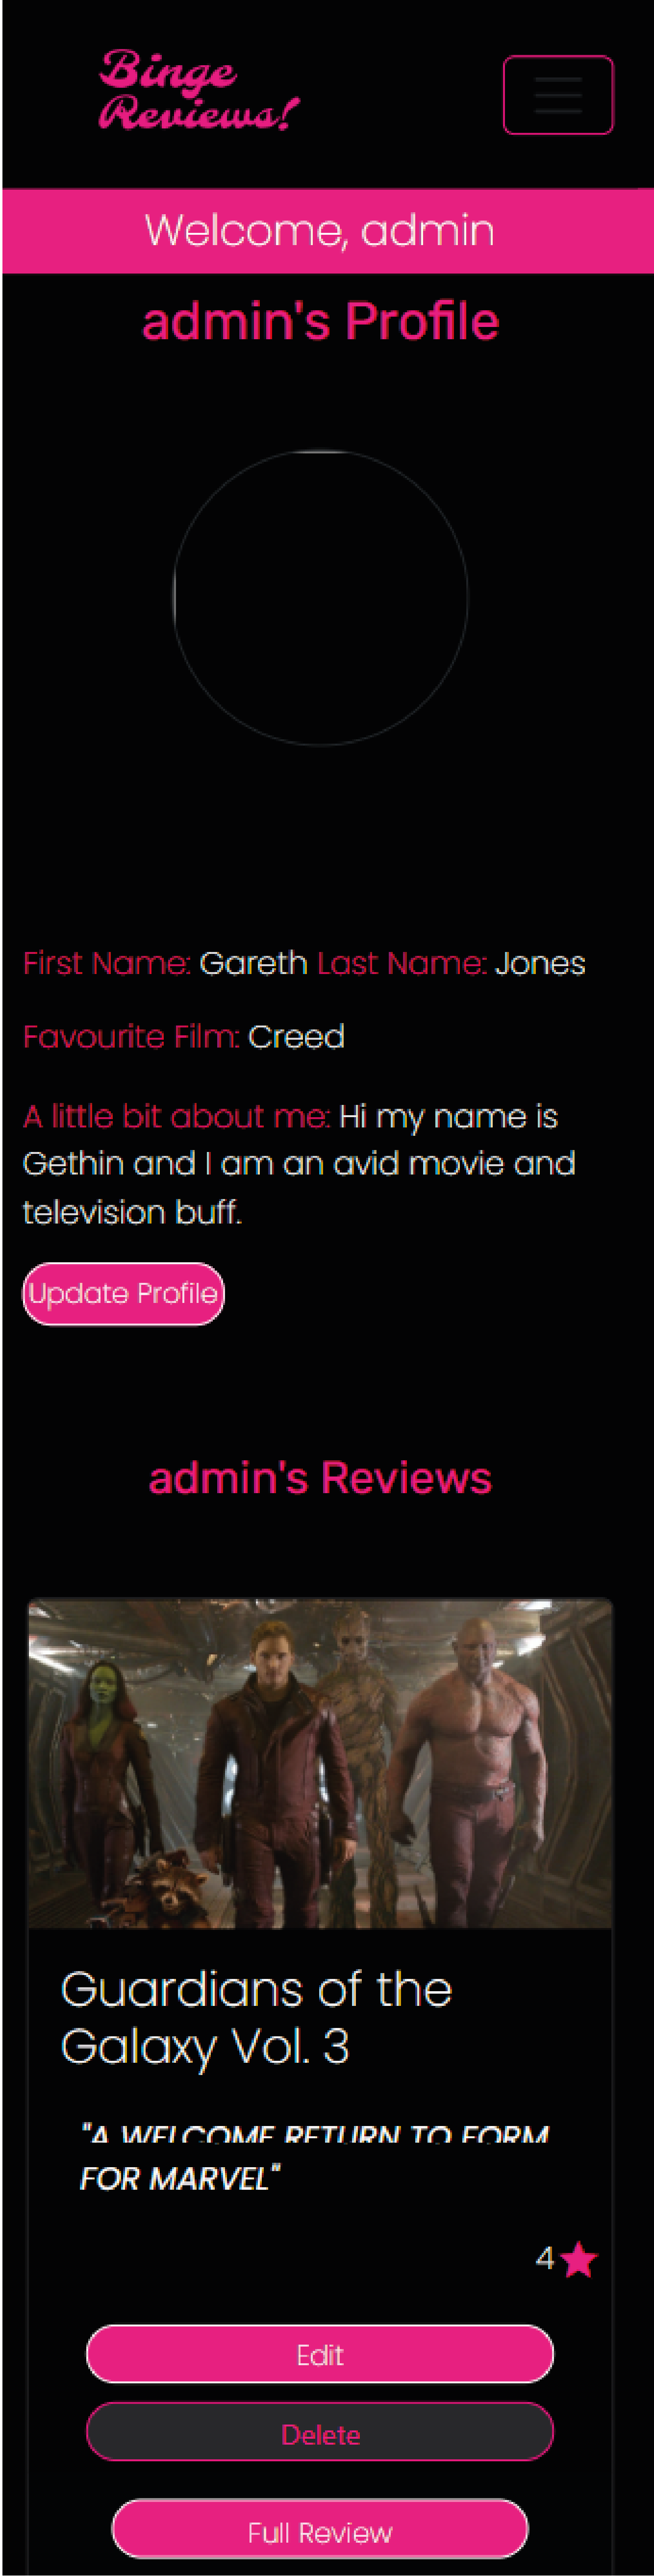 Binge
Reviews!
Welcome, admin
admin's Profile
First Name: Gareth Last Name: Jones
Favourite Film: Creed
A little bit about me: Hi my name is
Gethin and I am an avid movie and
television buff.
Update Profile
admin's Reviews
Guardians of the
Galaxy Vol. 3
"A WELCOME RETURN TO FORM
FOR MARVEL"
4
Edit
Delete
Full Review